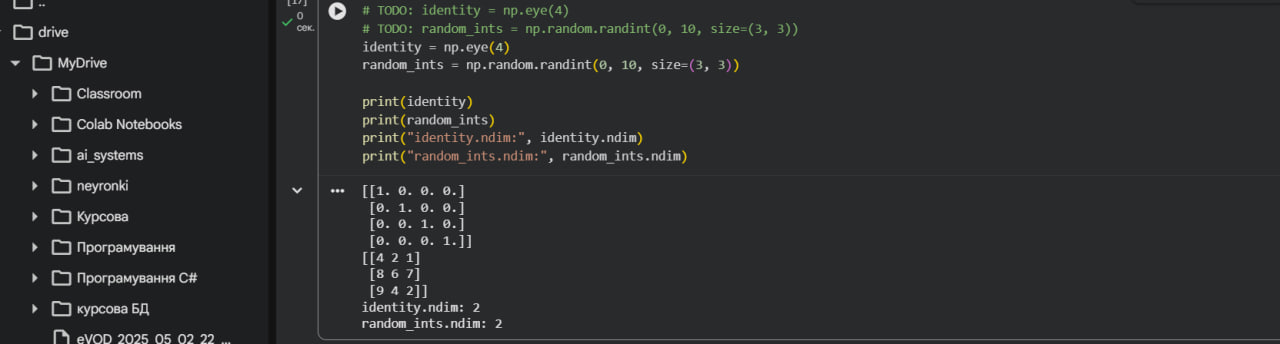 ..
drive
MyDrive
Classroom
Colab Notebooks
ai_systems
neyronki
Курсова
Програмування
Програмування C#
курсова БД
eVOD_2025_05_02_22_...
[17]
0
сек.
# TODO: identity = np.eye(4)
# TODO: random_ints = np.random.randint(0, 10, size=(3, 3))
identity = np.eye(4)
random_ints = np.random.randint(0, 10, size=(3, 3))
print(identity)
print(random_ints)
print("identity.ndim:", identity.ndim)
print("random_ints.ndim:", random_ints.ndim)
[[1. 0. 0. 0.]
[0. 1. 0. 0.]
[0. 0. 1. 0.]
[0. 0. 0. 1.]]
[[4 2 1]
[8 6 7]
[9 4 2]]
identity.ndim: 2
random_ints.ndim: 2